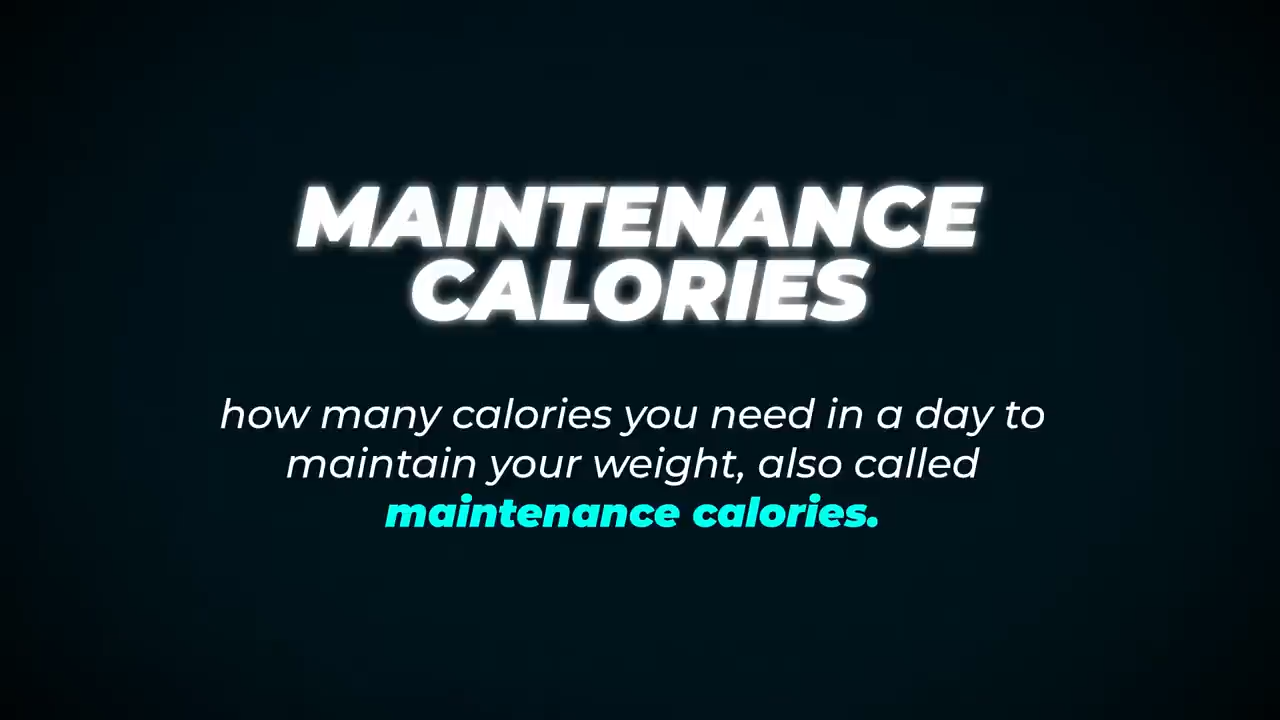 MAINTENANCE
CALORIES
how many calories you need in a day to
maintain your weight, also called
maintenance calories.